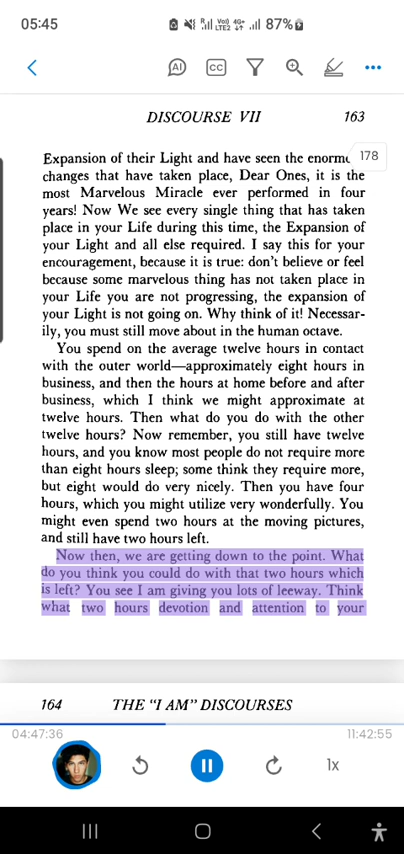 05:45
87%
AI CC
DISCOURSE VII 163
178
Expansion of their Light and have seen the
changes that have taken place, Dear Ones, it is the
most Marvelous Miracle ever performed in four
years! Now We see every single thing that has taken
place in your Life during this time, the Expansion of
your Light and all else required. I say this for your
encouragement, because it is true: don't believe or feel
because some marvelous thing has not taken place in
your Life you are not progressing, the expansion of
your Light is not going on. Why think of it! Necessar-
ily, you must still move about in the human octave.
You spend on the average twelve hours in contact
with the outer world—approximately eight hours in
business, and then the hours at home before and after
business, which I think we might approximate at
twelve hours. Then what do you do with the other
twelve hours? Now remember, you still have twelve
hours, and you know most people do not require more
than eight hours sleep; some think they require more,
but eight would do very nicely. Then you have four
hours, which you might utilize very wonderfully. You
might even spend two hours at the moving pictures,
and still have two hours left.
Now then, we are getting down to the point. What
do you think you could do with that two hours which
is left? You see I am giving you lots of leeway. Think
what two hours devotion and attention to your
164 THE "I AM" DISCOURSES
04:47:36 11:42:55
1x